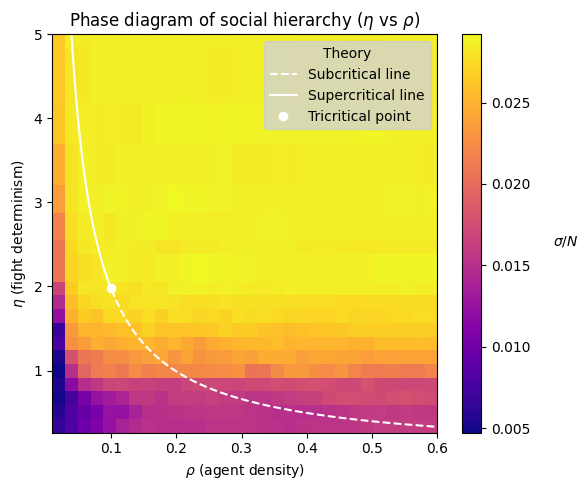 Phase diagram of social hierarchy (η vs ρ)
Theory
Subcritical line
Supercritical line
Tricritical point
5
4
3
2
1
η (fight determinism)
0.1 0.2 0.3 0.4 0.5 0.6
ρ (agent density)
0.025
0.020
0.015
0.010
0.005
σ/N